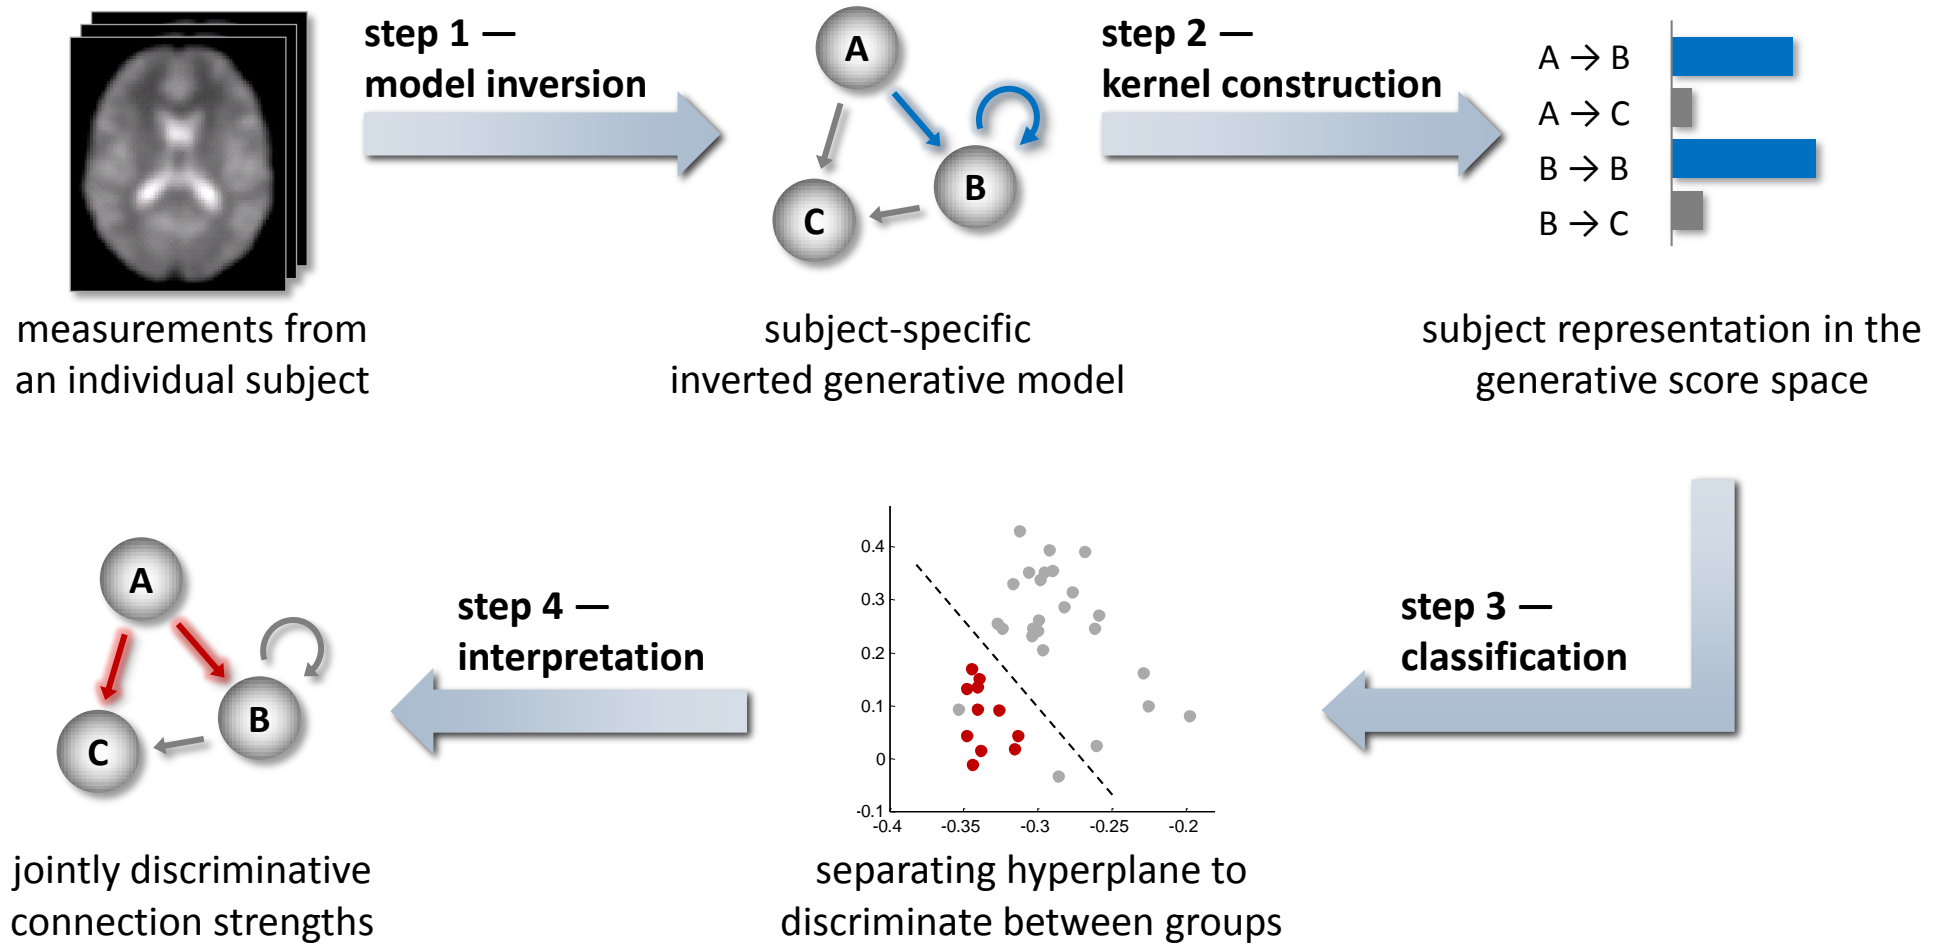 step 1 —
model inversion
A
B
C
step 2 —
kernel construction
A → B
A → C
B → B
B → C
measurements from
an individual subject
subject-specific
inverted generative model
subject representation in the
generative score space
A
B
C
step 4 —
interpretation
0.4
0.3
0.2
0.1
0
-0.1
-0.4
-0.35
-0.3
-0.25
-0.2
step 3 —
classification
jointly discriminative
connection strengths
separating hyperplane to
discriminate between groups